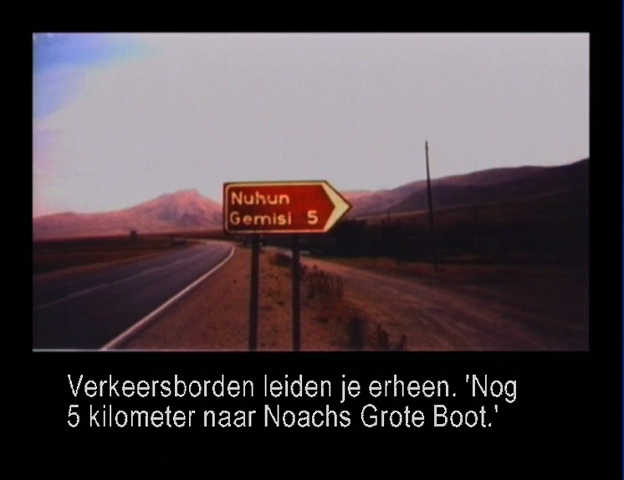 Nuhun
Gemisi 5
Verkeersborden leiden je erheen. 'Nog
5 kilometer naar Noachs Grote Boot.'